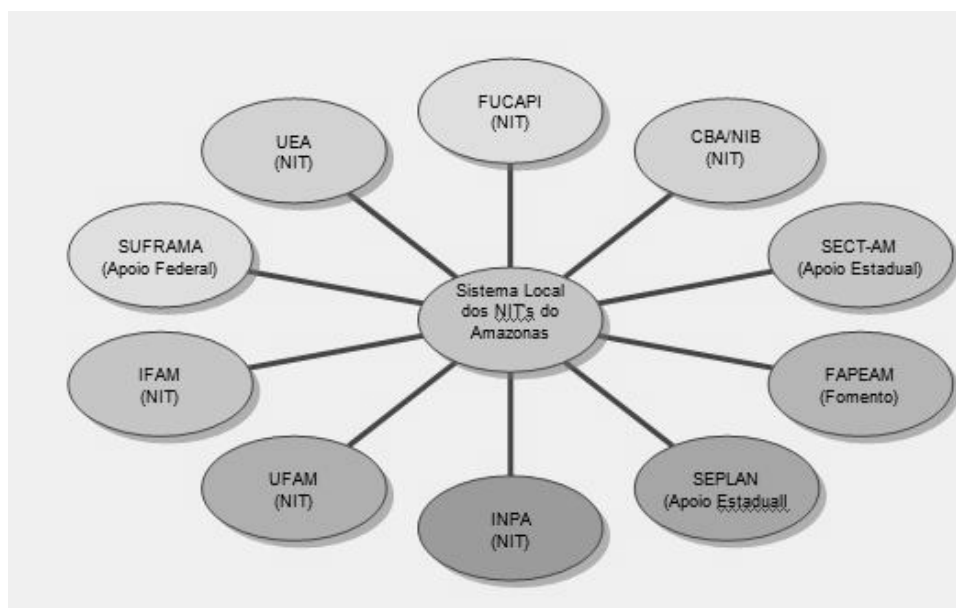 FUCAPI
(NIT)
UEA
(NIT)
CBA/NIB
(NIT)
SUFRAMA
(Apoio Federal)
SECT-AM
(Apoio Estadual)
Sistema Local
dos NIT's do
Amazonas
IFAM
(NIT)
FAPEAM
(Fomento)
UFAM
(NIT)
SEPLAN
(Apoio Estaduall
INPA
(NIT)